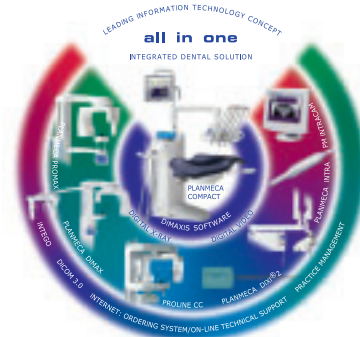 LEADING INFORMATION TECHNOLOGY CONCEPT
all in one
INTEGRATED DENTAL SOLUTION
PLANMECA PROMAX
PM INTRACAM
PLANMECA
COMPACT
PLANMECA INTRA
DIMAXIS SOFTWARE
DIGITAL X-RAY
DIGITAL VIDEO
PLANMECA DIMAX
INTEGO
PROLINE CC
PLANMECA DIXI®2
PRACTICE MANAGEMENT
DICOM 3.0
INTERNET: ORDERING SYSTEM/ON-LINE TECHNICAL SUPPORT